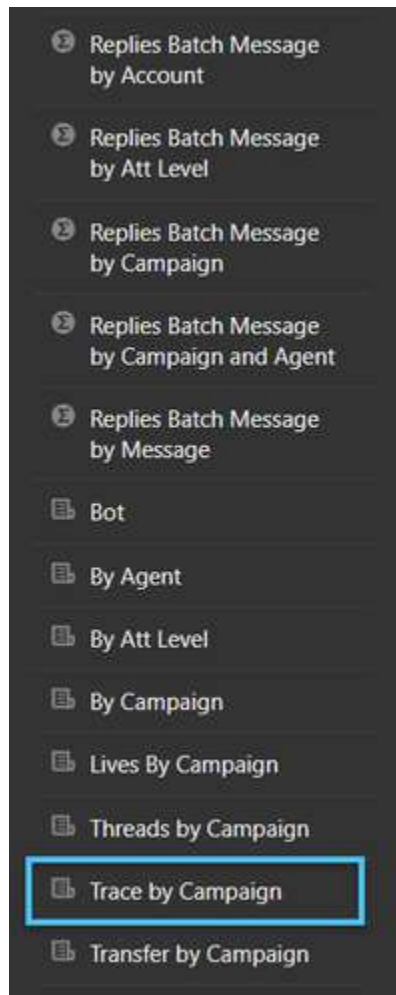 Replies Batch Message
by Account
Replies Batch Message
by Att Level
Replies Batch Message
by Campaign
Replies Batch Message
by Campaign and Agent
Replies Batch Message
by Message
Bot
By Agent
By Att Level
By Campaign
Lives By Campaign
Threads by Campaign
Trace by Campaign
Transfer by Campaign